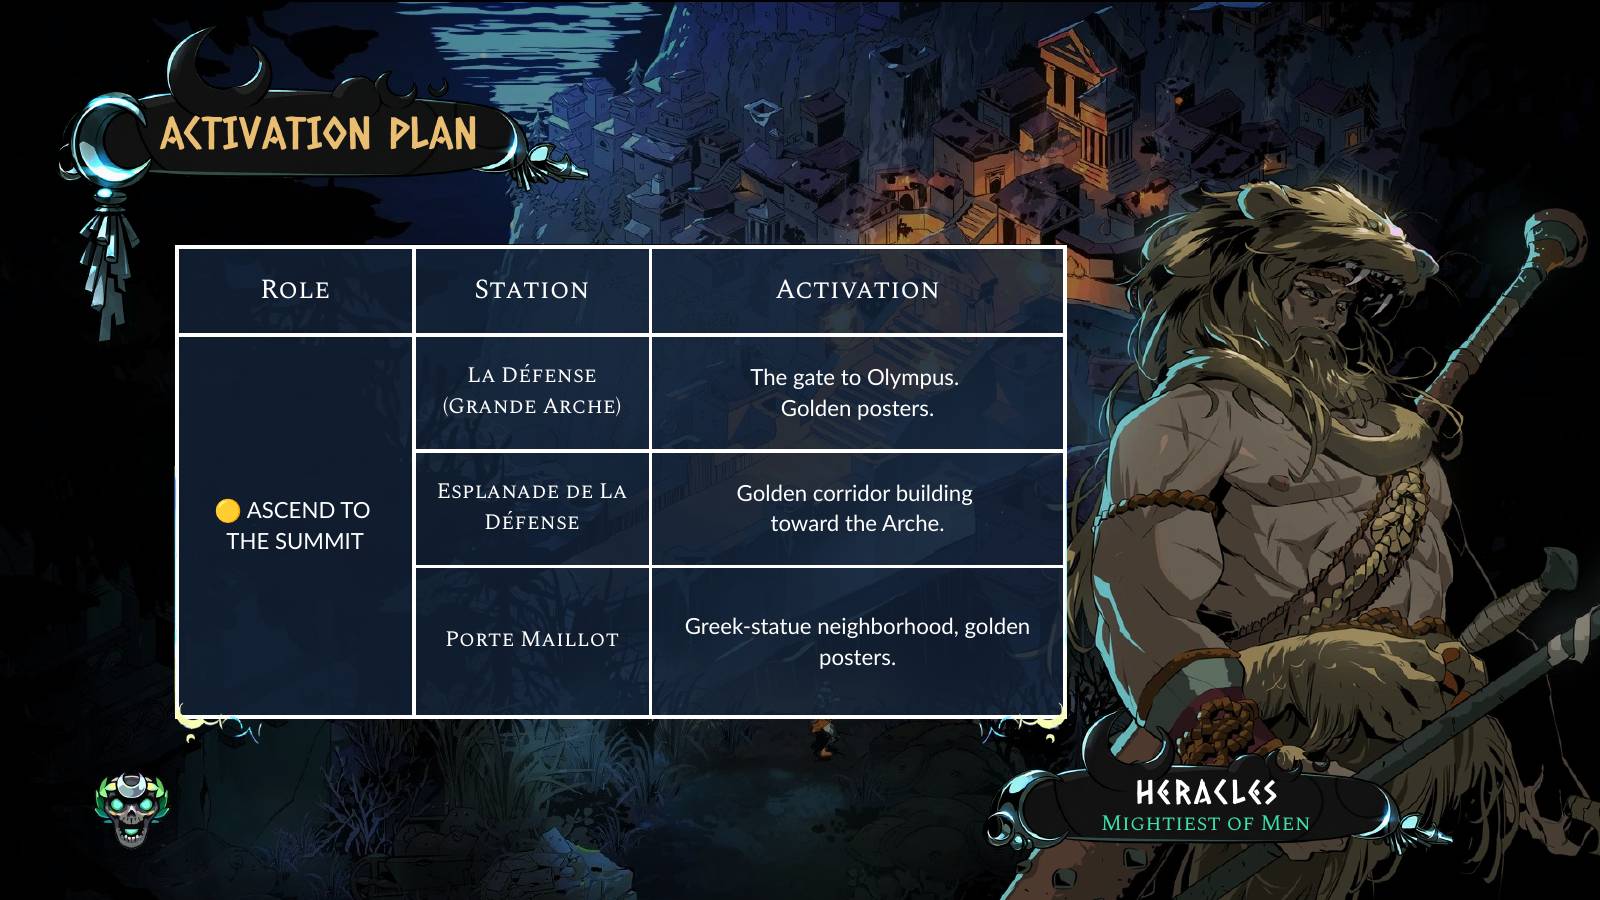 ACTIVATION PLAN
Role
Station
Activation
🟡 ASCEND TO
THE SUMMIT
La Défense
(Grande Arche)
The gate to Olympus.
Golden posters.
Esplanade de La
Défense
Golden corridor building
toward the Arche.
Porte Maillot
Greek-statue neighborhood, golden
posters.
HERACLES
Mightiest of Men